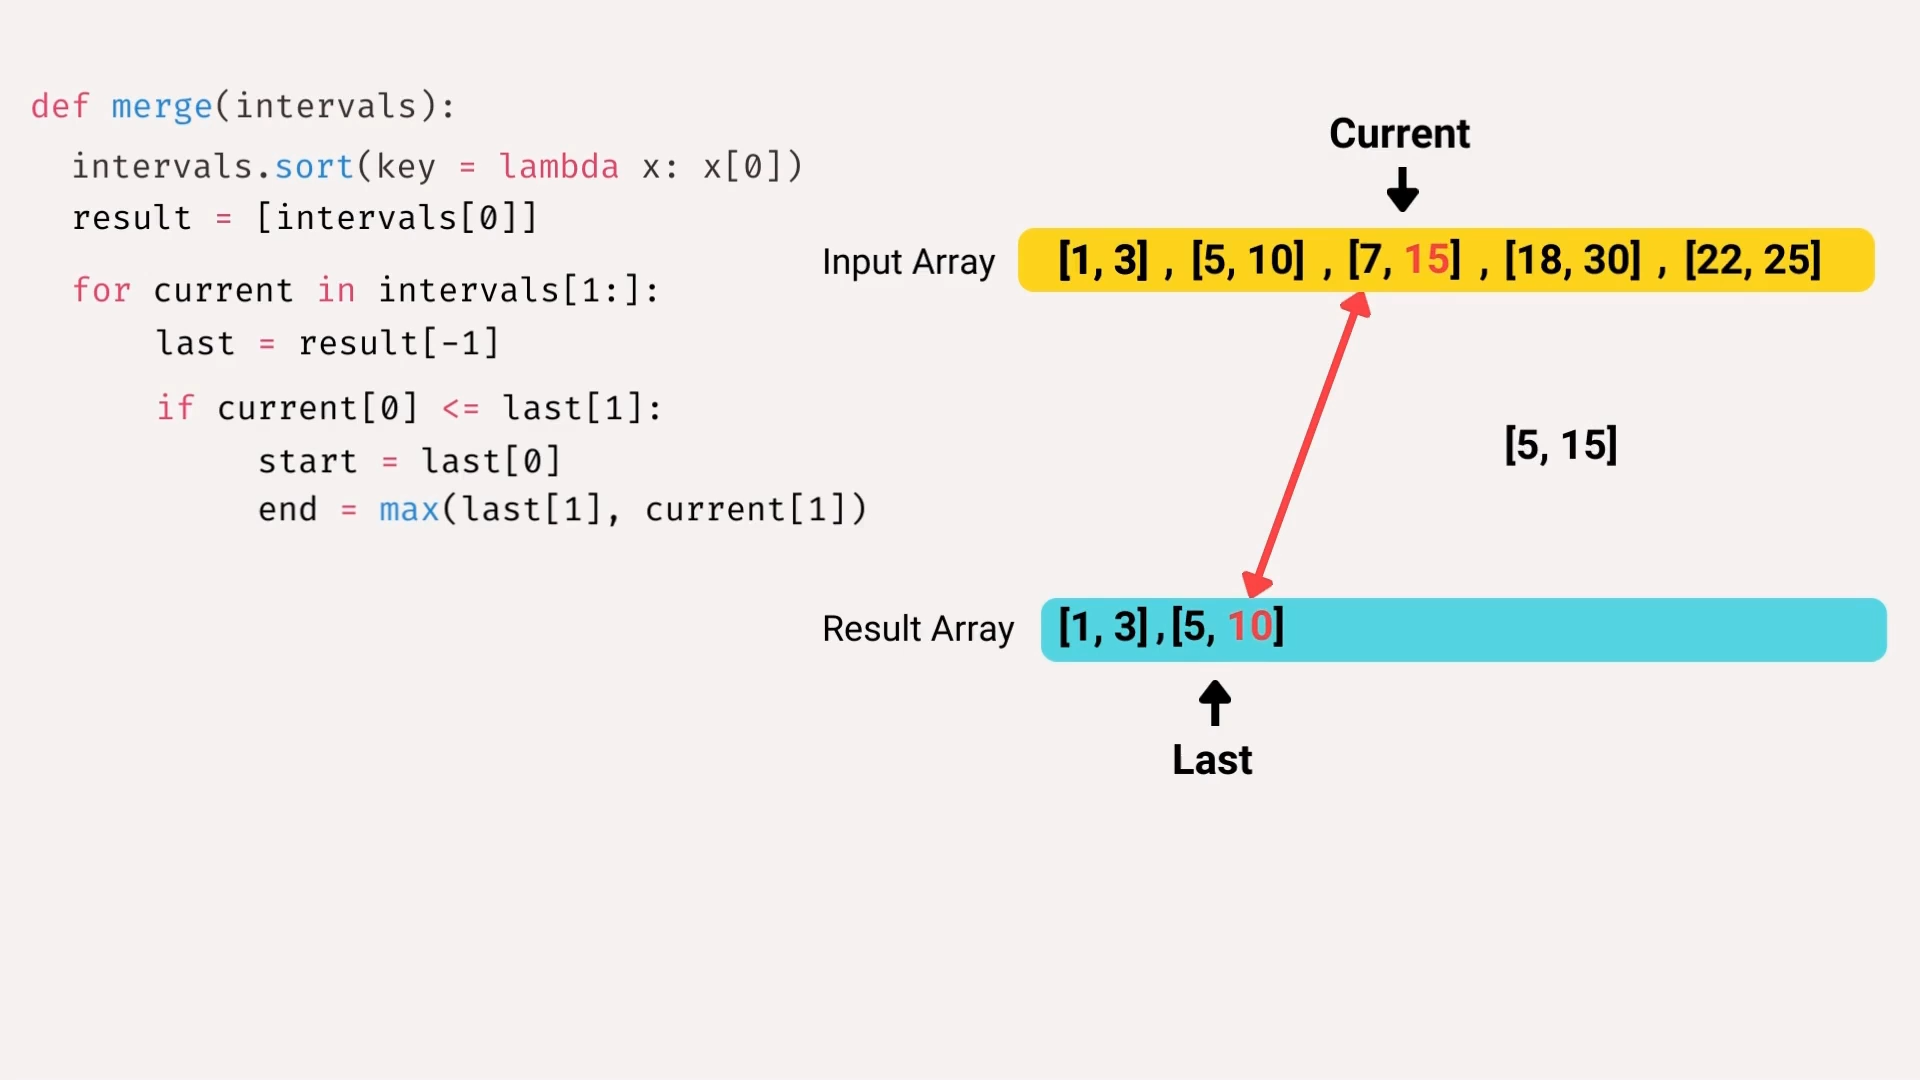 def merge(intervals):
intervals.sort(key = lambda x: x[0])
result = [intervals[0]]
for current in intervals[1:]:
last = result[-1]
if current[0] <= last[1]:
start = last[0]
end = max(last[1], current[1])
Current
Input Array [1, 3] , [5, 10] , [7, 15] , [18, 30] , [22, 25]
[5, 15]
Result Array [1, 3] , [5, 10]
Last